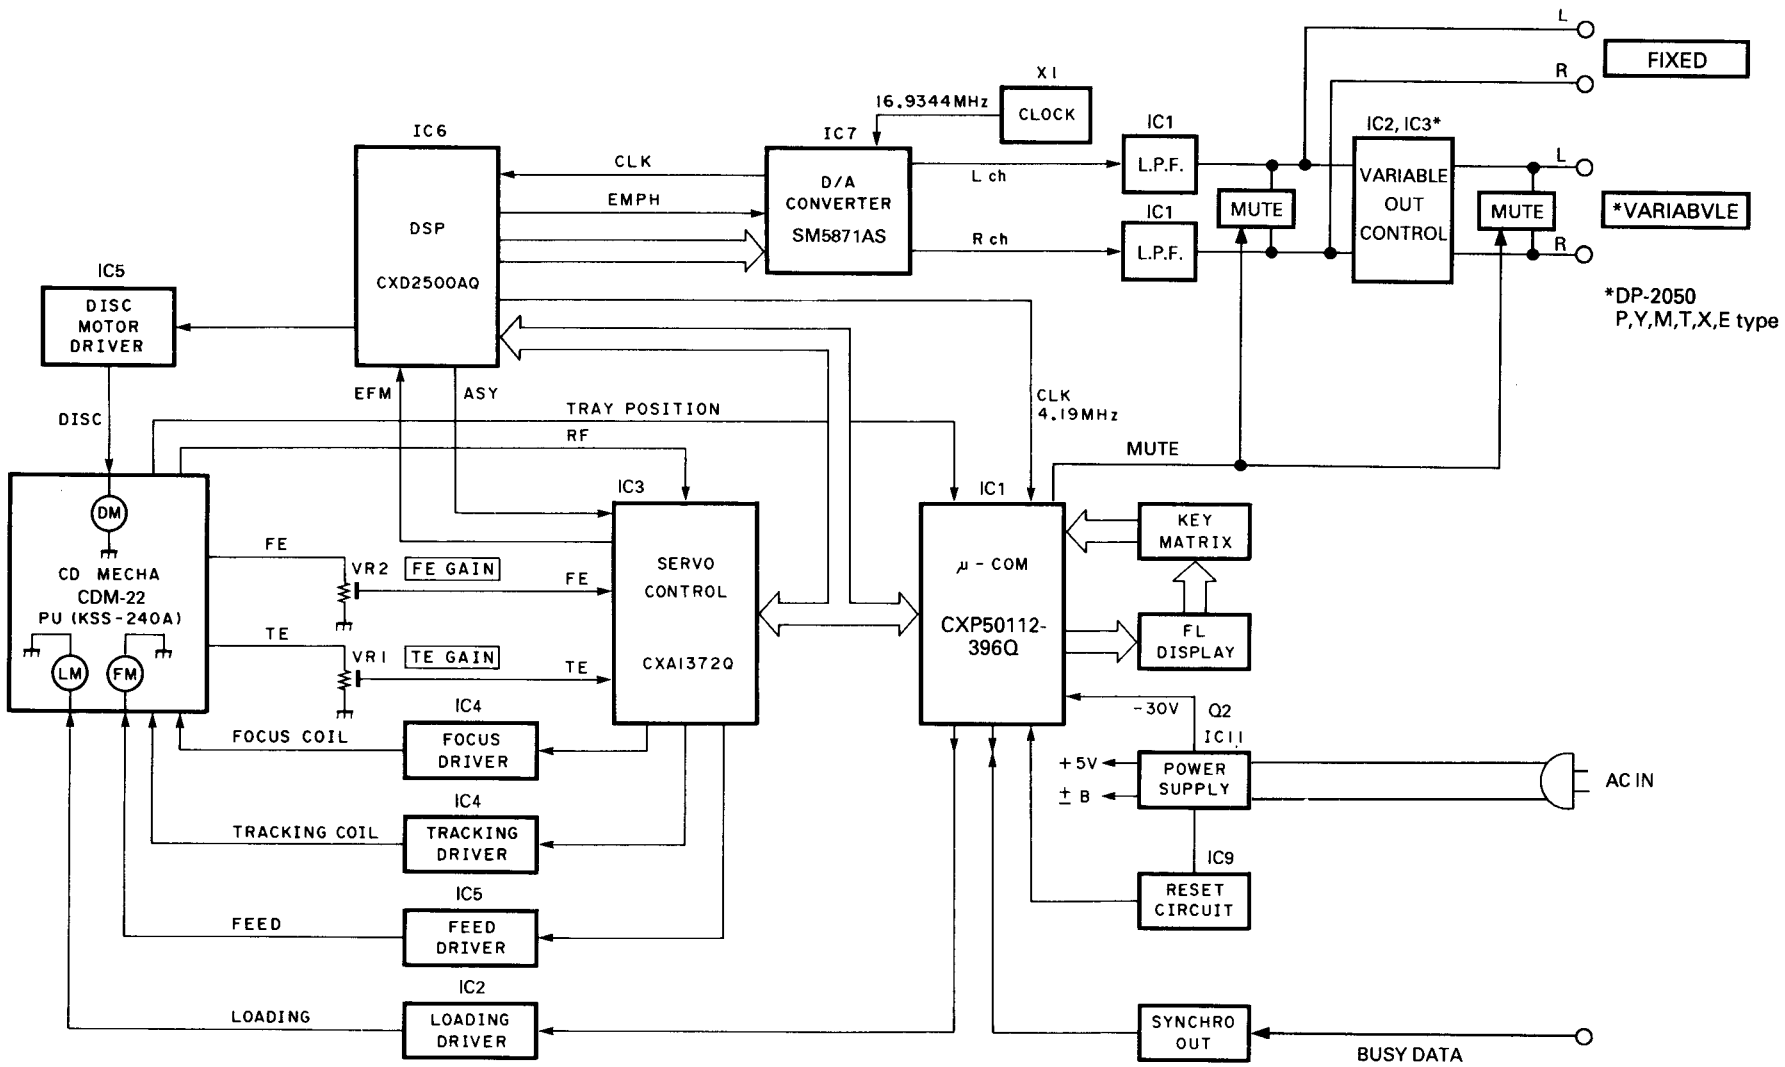 L
FIXED
R
X1
16.9344MHz
CLOCK
IC6
IC7
IC1
IC2, IC3*
CLK
L.P.F.
L
D/A
CONVERTER
SM5871AS
L ch
VARIABLE
OUT
CONTROL
EMPH
MUTE
MUTE
*VARIABVLE
DSP
CXD2500AQ
IC1
R ch
L.P.F.
R
IC5
DISC
MOTOR
DRIVER
*DP-2050
P,Y,M,T,X,E type
EFM
ASY
CLK
4.19MHz
DISC
TRAY POSITION
RF
MUTE
IC3
IC1
DM
KEY
MATRIX
FE
VR2
FE GAIN
FE
SERVO
CONTROL
CXA1372Q
μ-COM
CXP50112-
396Q
CD MECHA
CDM-22
PU (KSS-240A)
TE
VR1
TE GAIN
TE
FL
DISPLAY
LM
FM
-30V
Q2
IC11
IC4
FOCUS COIL
FOCUS
DRIVER
+5V
± B
POWER
SUPPLY
AC IN
IC4
TRACKING COIL
TRACKING
DRIVER
IC9
RESET
CIRCUIT
IC5
FEED
FEED
DRIVER
IC2
LOADING
LOADING
DRIVER
SYNCHRO
OUT
BUSY DATA